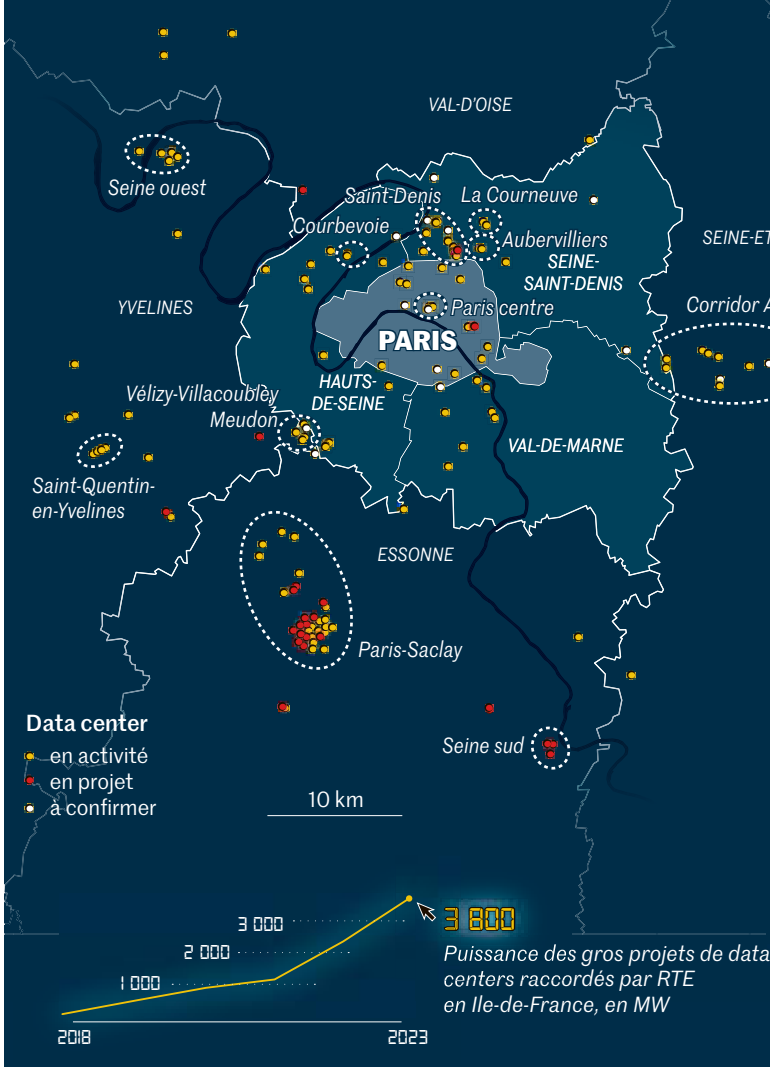 VAL-D'OISE
Seine ouest
Saint-Denis
La Courneuve
Courbevoie
Aubervilliers
SEINE-ET
SEINE-
SAINT-DENIS
YVELINES
Paris centre
Corridor A
PARIS
HAUTS-
DE-SEINE
Vélizy-Villacoubley
Meudon
VAL-DE-MARNE
Saint-Quentin-
en-Yvelines
ESSONNE
Paris-Saclay
Data center
en activité
en projet
à confirmer
Seine sud
10 km
3 000
2 000
1 000
3 800
Puissance des gros projets de data
centers raccordés par RTE
en Ile-de-France, en MW
2018
2023